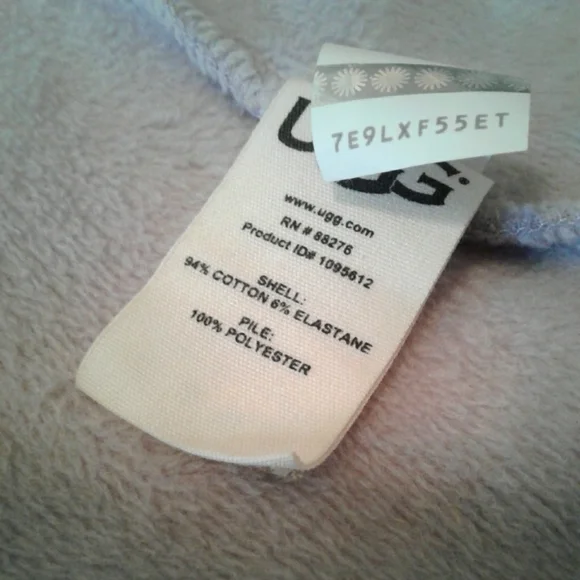 7E9LXF55ET
UGG
www.ugg.com
RN # 88276
Product ID# 1095612
SHELL:
94% COTTON 6% ELASTANE
PILE:
100% POLYESTER